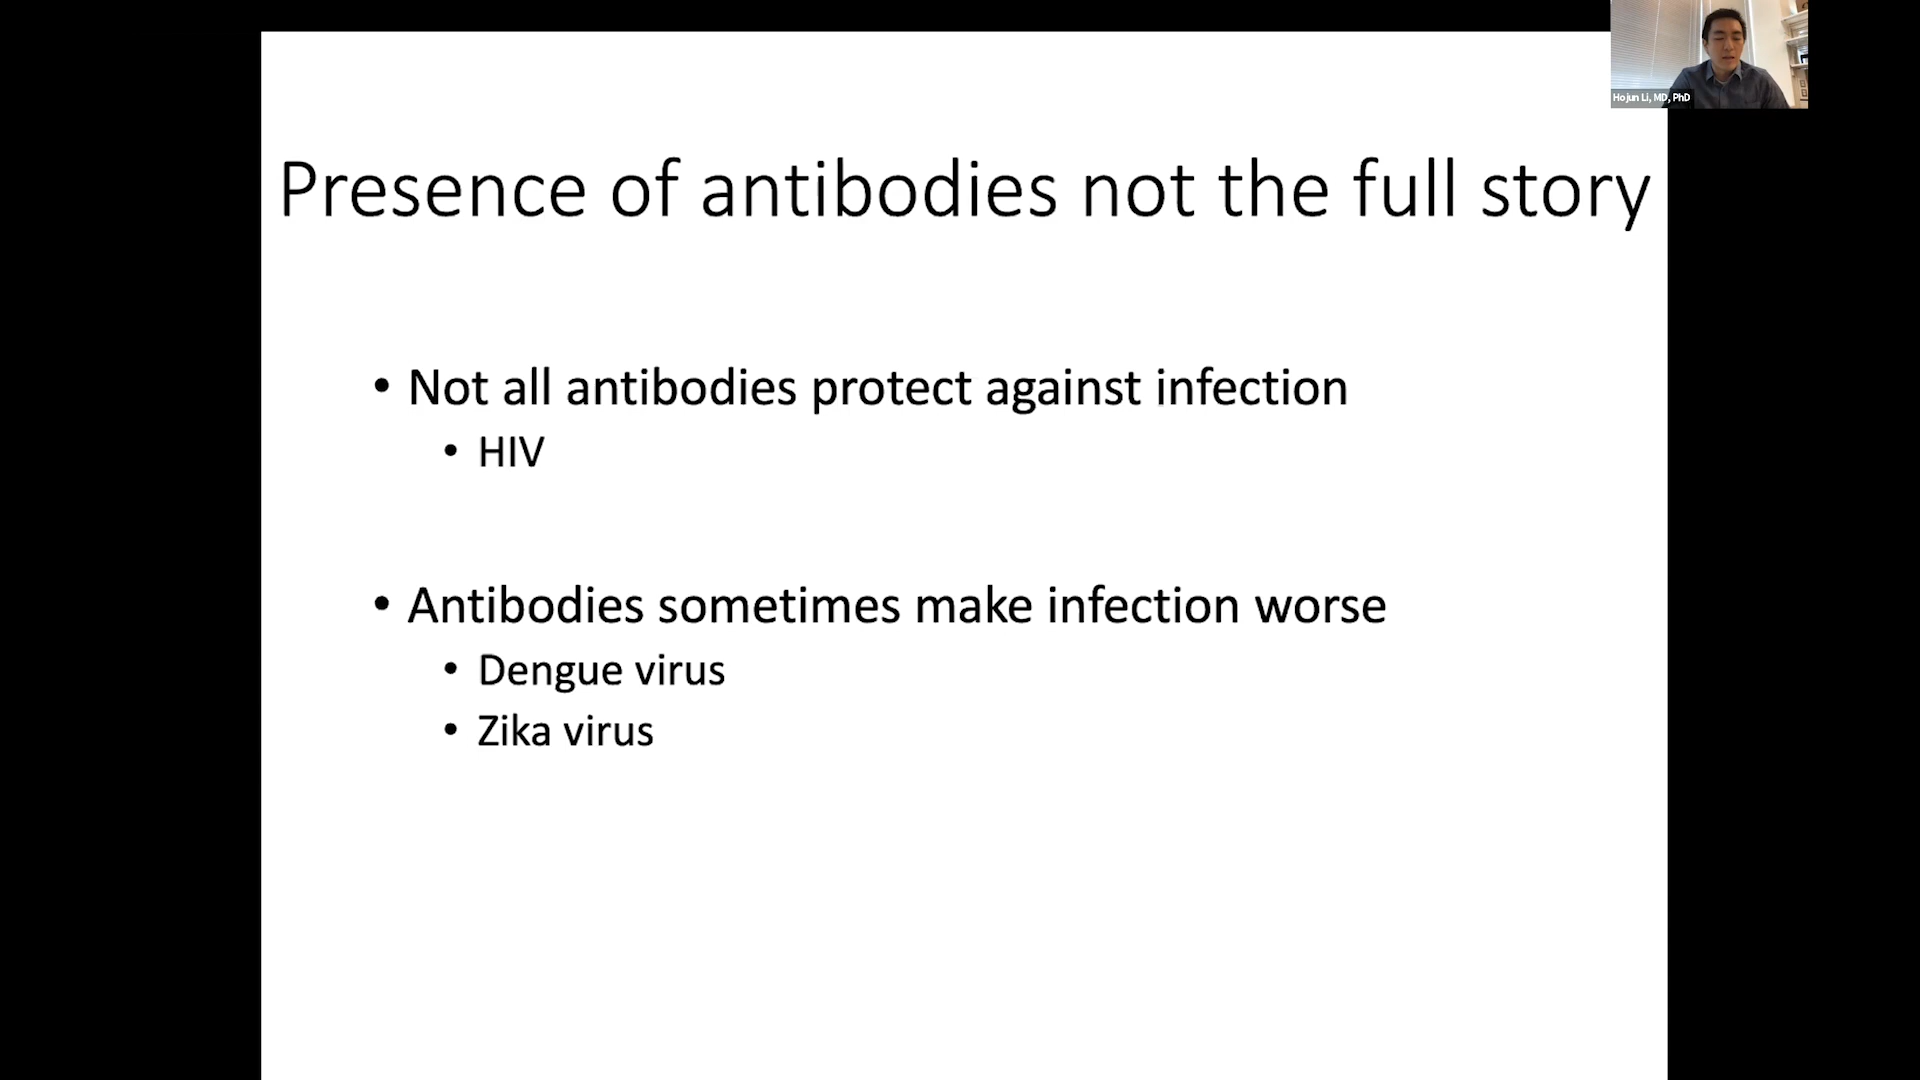 Hojun Li, MD, PhD
Presence of antibodies not the full story
• Not all antibodies protect against infection
• HIV
• Antibodies sometimes make infection worse
• Dengue virus
• Zika virus